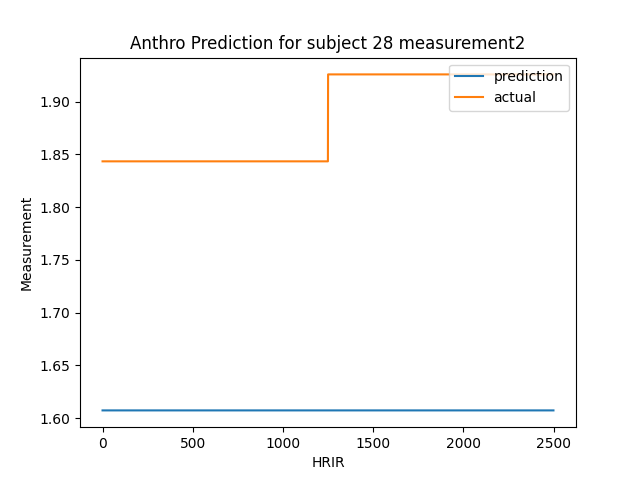 Anthro Prediction for subject 28 measurement2
prediction
actual
1.90
1.85
1.80
1.75
1.70
1.65
1.60
Measurement
0 500 1000 1500 2000 2500
HRIR